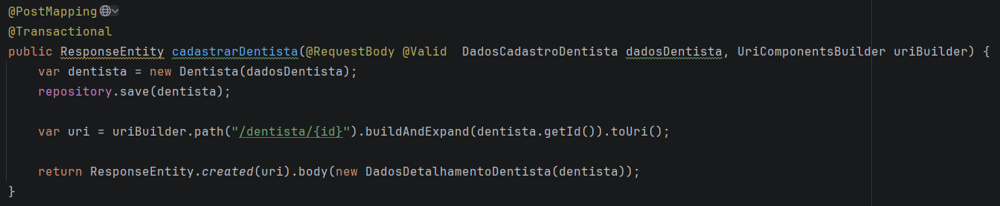 @PostMapping
@Transactional
public ResponseEntity cadastrarDentista(@RequestBody @Valid  DadosCadastroDentista dadosDentista, UriComponentsBuilder uriBuilder) {
    var dentista = new Dentista(dadosDentista);
    repository.save(dentista);
    var uri = uriBuilder.path("/dentista/{id}").buildAndExpand(dentista.getId()).toUri();
    return ResponseEntity.created(uri).body(new DadosDetalhamentoDentista(dentista));
}